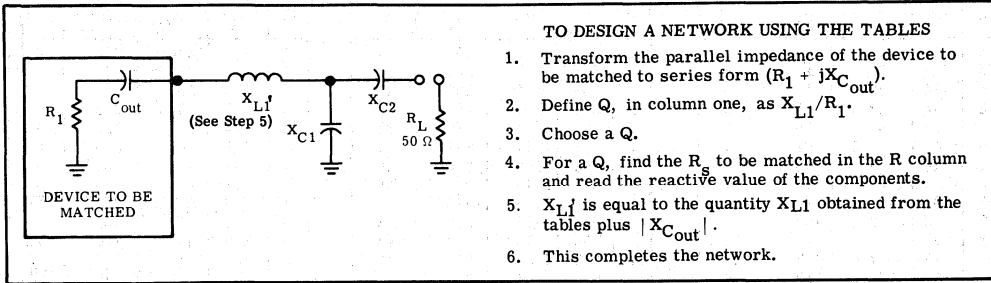 R1
Cout
XL1'
(See Step 5)
XC1
XC2
RL
50 Ω
DEVICE TO BE
MATCHED
TO DESIGN A NETWORK USING THE TABLES
1. Transform the parallel impedance of the device to
be matched to series form (R1 + jXCout).
2. Define Q, in column one, as XL1/R1.
3. Choose a Q.
4. For a Q, find the Rs to be matched in the R column
and read the reactive value of the components.
5. XL1' is equal to the quantity XL1 obtained from the
tables plus |XCout|.
6. This completes the network.